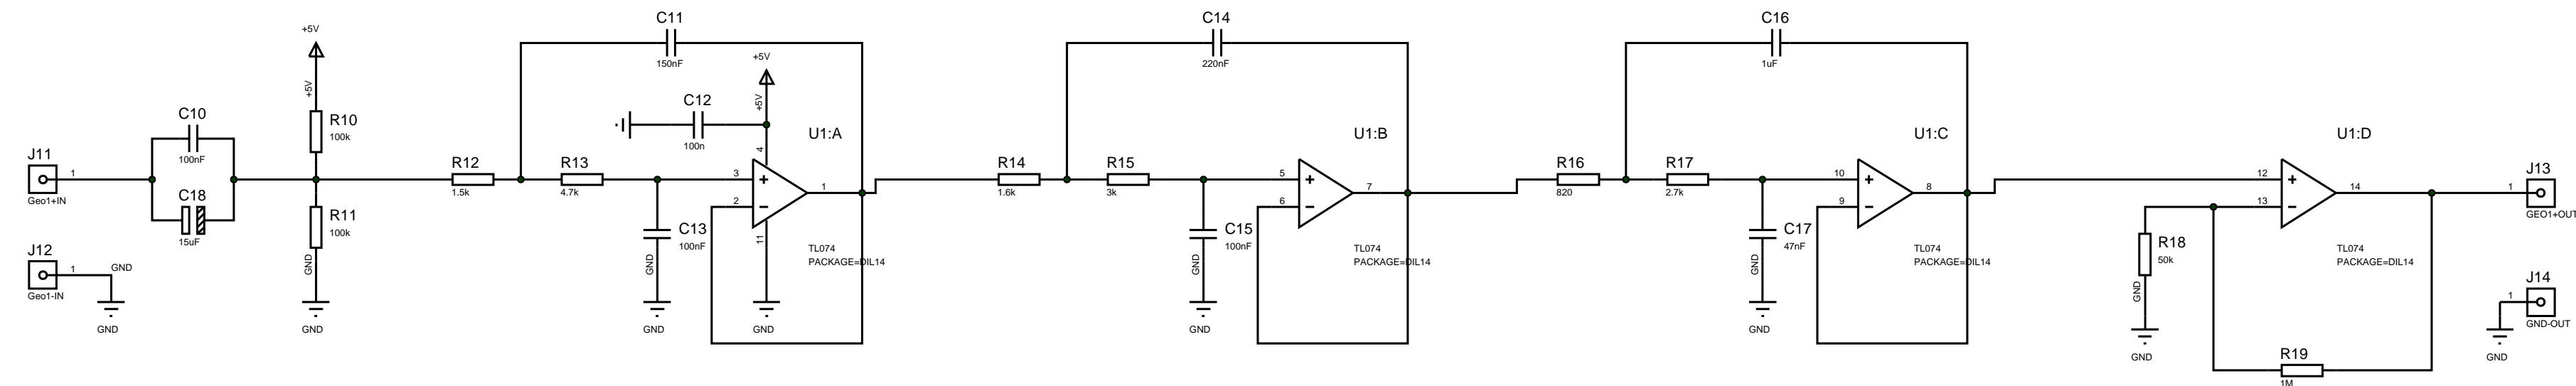 J11
1
Geo1+IN
J12
1
GND
Geo1-IN
GND
C10
100nF
C18
15uF
+5V
+5V
R10
100k
R11
100k
GND
GND
R12
1.5k
C11
150nF
R13
4.7k
C12
100n
+5V
+5V
C13
100nF
GND
GND
U1:A
4
3
2
1
11
TL074
PACKAGE=DIL14
GND
R14
1.6k
C14
220nF
R15
3k
C15
100nF
GND
GND
U1:B
5
6
7
TL074
PACKAGE=DIL14
R16
820
C16
1uF
R17
2.7k
C17
47nF
GND
GND
U1:C
10
9
8
TL074
PACKAGE=DIL14
R18
50k
GND
GND
U1:D
12
13
14
TL074
PACKAGE=DIL14
R19
1M
J13
1
GEO1+OUT
J14
1
GND-OUT
GND